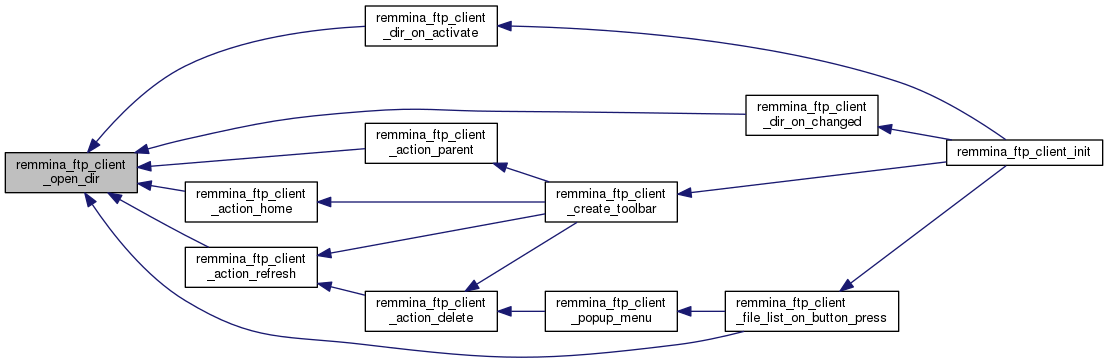 remmina_ftp_client
_dir_on_activate
remmina_ftp_client
_dir_on_changed
remmina_ftp_client
_action_parent
remmina_ftp_client_init
remmina_ftp_client
_open_dir
remmina_ftp_client
_action_home
remmina_ftp_client
_create_toolbar
remmina_ftp_client
_action_refresh
remmina_ftp_client
_action_delete
remmina_ftp_client
_popup_menu
remmina_ftp_client
_file_list_on_button_press